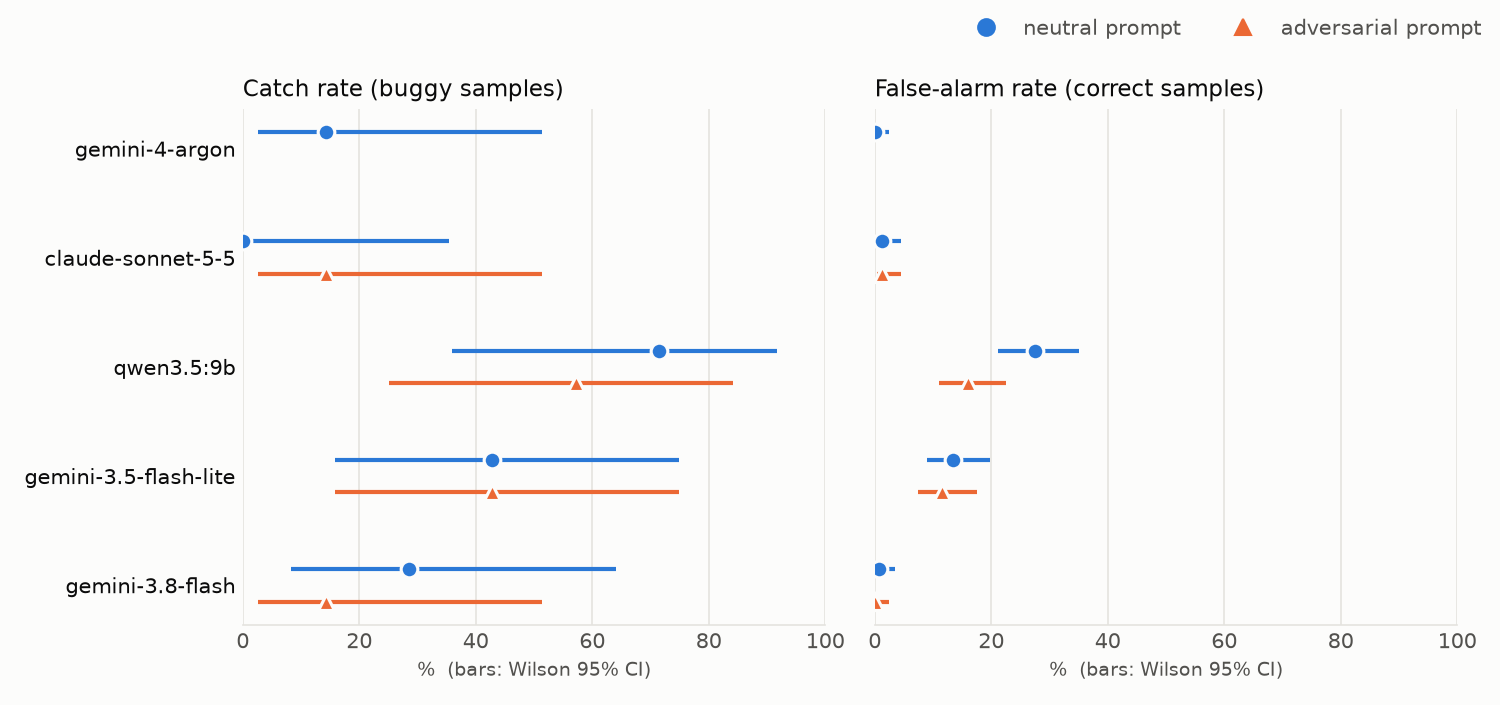 neutral prompt adversarial prompt
Catch rate (buggy samples)
False-alarm rate (correct samples)
gemini-4-argon
claude-sonnet-5-5
qwen3.5:9b
gemini-3.5-flash-lite
gemini-3.8-flash
0 20 40 60 80 100
0 20 40 60 80 100
% (bars: Wilson 95% CI)
% (bars: Wilson 95% CI)